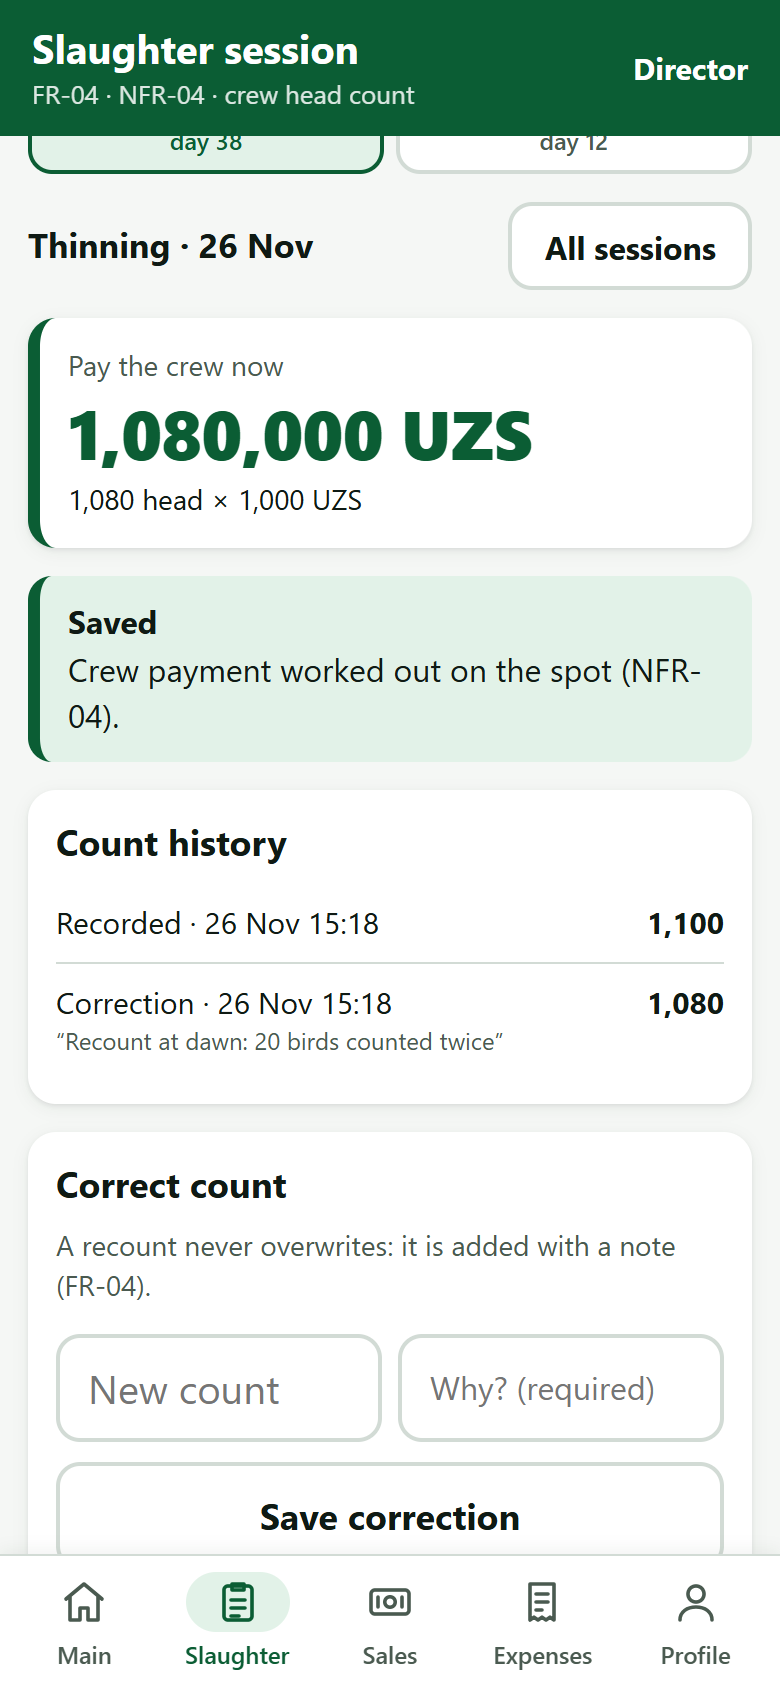 Slaughter session
FR-04 · NFR-04 · crew head count
Director
day 38
day 12
Thinning · 26 Nov
All sessions
Pay the crew now
1,080,000 UZS
1,080 head × 1,000 UZS
Saved
Crew payment worked out on the spot (NFR-
04).
Count history
Recorded · 26 Nov 15:18
1,100
Correction · 26 Nov 15:18
1,080
“Recount at dawn: 20 birds counted twice”
Correct count
A recount never overwrites: it is added with a note
(FR-04).
New count
Why? (required)
Save correction
Main
Slaughter
Sales
Expenses
Profile